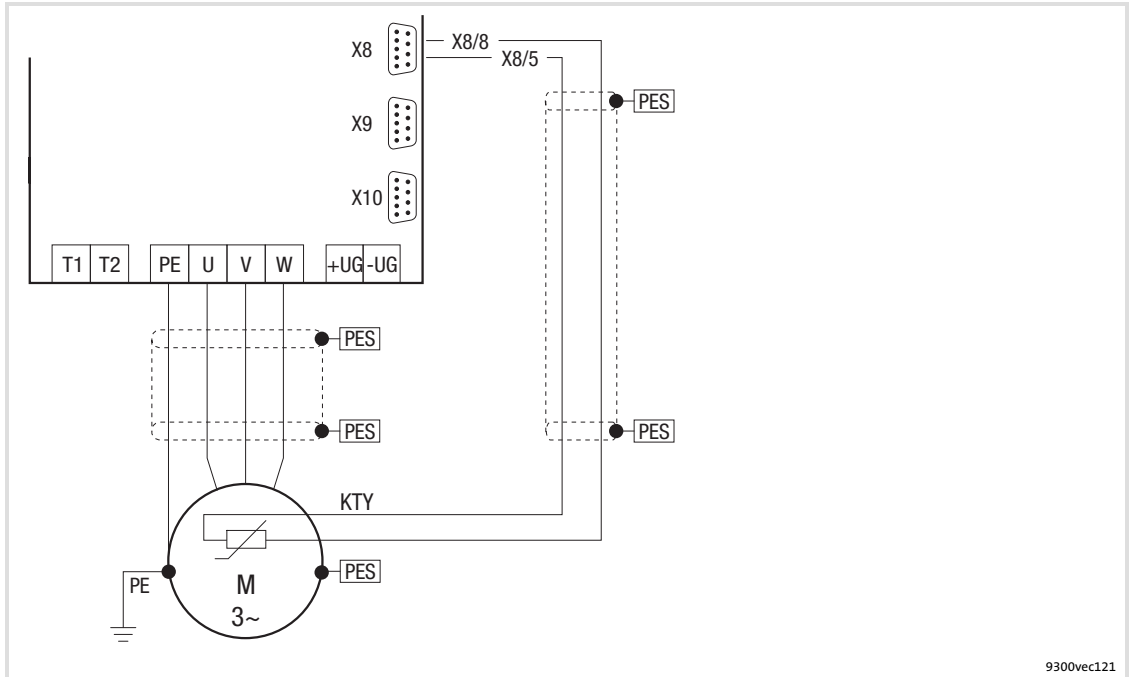 X8
X8/8
X8/5
PES
X9
X10
T1 T2 PE U V W +UG -UG
PES
PES
PES
KTY
PES
PE
M
3~
9300vec121